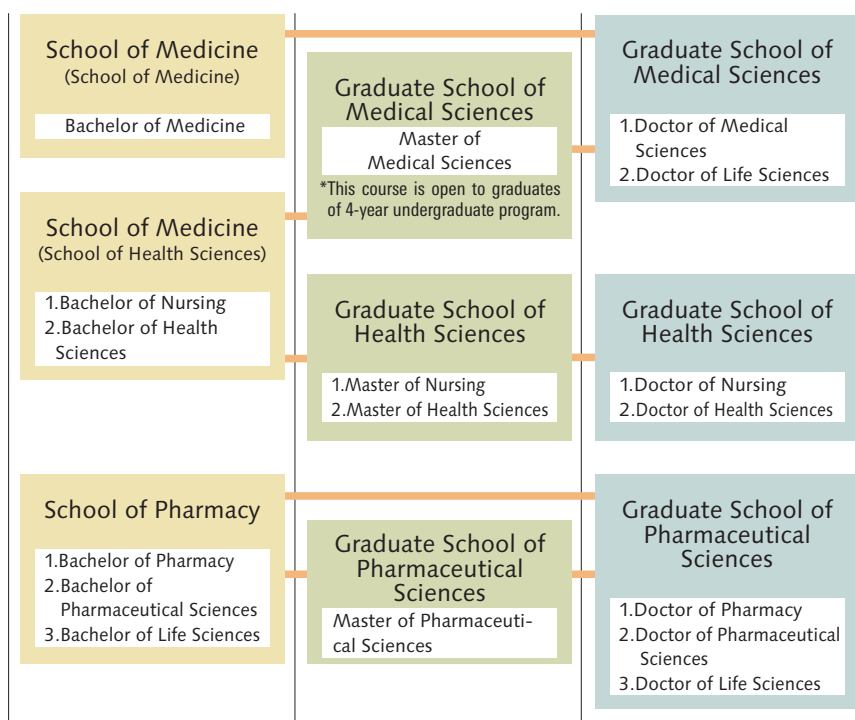 School of Medicine
(School of Medicine)
Bachelor of Medicine
School of Medicine
(School of Health Sciences)
1.Bachelor of Nursing
2.Bachelor of Health
Sciences
School of Pharmacy
1.Bachelor of Pharmacy
2.Bachelor of
Pharmaceutical Sciences
3.Bachelor of Life Sciences
Graduate School of
Medical Sciences
Master of
Medical Sciences
*This course is open to graduates
of 4-year undergraduate program.
Graduate School of
Health Sciences
1.Master of Nursing
2.Master of Health Sciences
Graduate School of
Pharmaceutical
Sciences
Master of Pharmaceuti-
cal Sciences
Graduate School of
Medical Sciences
1.Doctor of Medical
Sciences
2.Doctor of Life Sciences
Graduate School of
Health Sciences
1.Doctor of Nursing
2.Doctor of Health Sciences
Graduate School of
Pharmaceutical
Sciences
1.Doctor of Pharmacy
2.Doctor of Pharmaceutical
Sciences
3.Doctor of Life Sciences